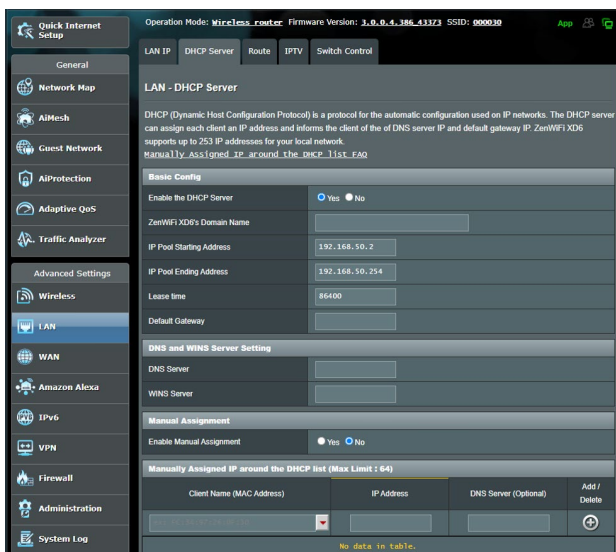 Quick Internet Setup
Operation Mode: Wireless router Firmware Version: 3.0.0.4.386_43373 SSID: 000030
App
LAN IP DHCP Server Route IPTV Switch Control
General
Network Map
AiMesh
Guest Network
AiProtection
Adaptive QoS
Traffic Analyzer
Advanced Settings
Wireless
LAN
WAN
Amazon Alexa
IPv6
VPN
Firewall
Administration
System Log
LAN - DHCP Server
DHCP (Dynamic Host Configuration Protocol) is a protocol for the automatic configuration used on IP networks. The DHCP server
can assign each client an IP address and informs the client of the of DNS server IP and default gateway IP. ZenWiFi XD6
supports up to 253 IP addresses for your local network.
Manually Assigned IP around the DHCP list FAQ
Basic Config
Enable the DHCP Server Yes No
ZenWiFi XD6's Domain Name
IP Pool Starting Address 192.168.50.2
IP Pool Ending Address 192.168.50.254
Lease time 86400
Default Gateway
DNS and WINS Server Setting
DNS Server
WINS Server
Manual Assignment
Enable Manual Assignment Yes No
Manually Assigned IP around the DHCP list (Max Limit : 64)
Client Name (MAC Address) IP Address DNS Server (Optional) Add / Delete
No data in table.